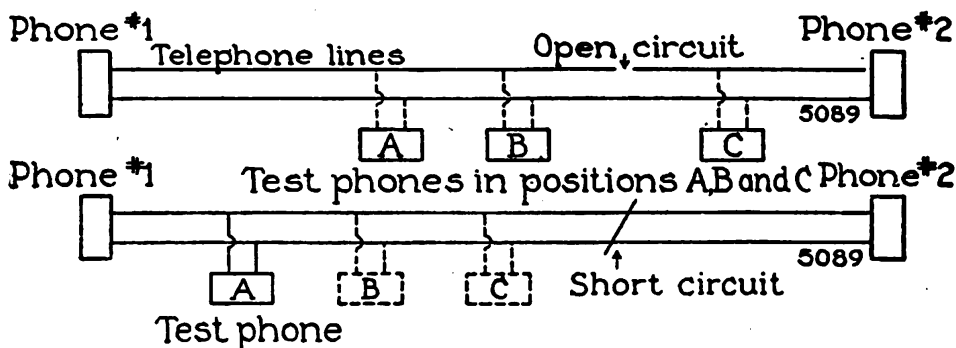 Phone #1
Telephone lines
Open circuit
Phone #2
5089
A
B
C
Test phones in positions A,B and C
Phone #1
Phone #2
5089
A
B
C
Short circuit
Test phone